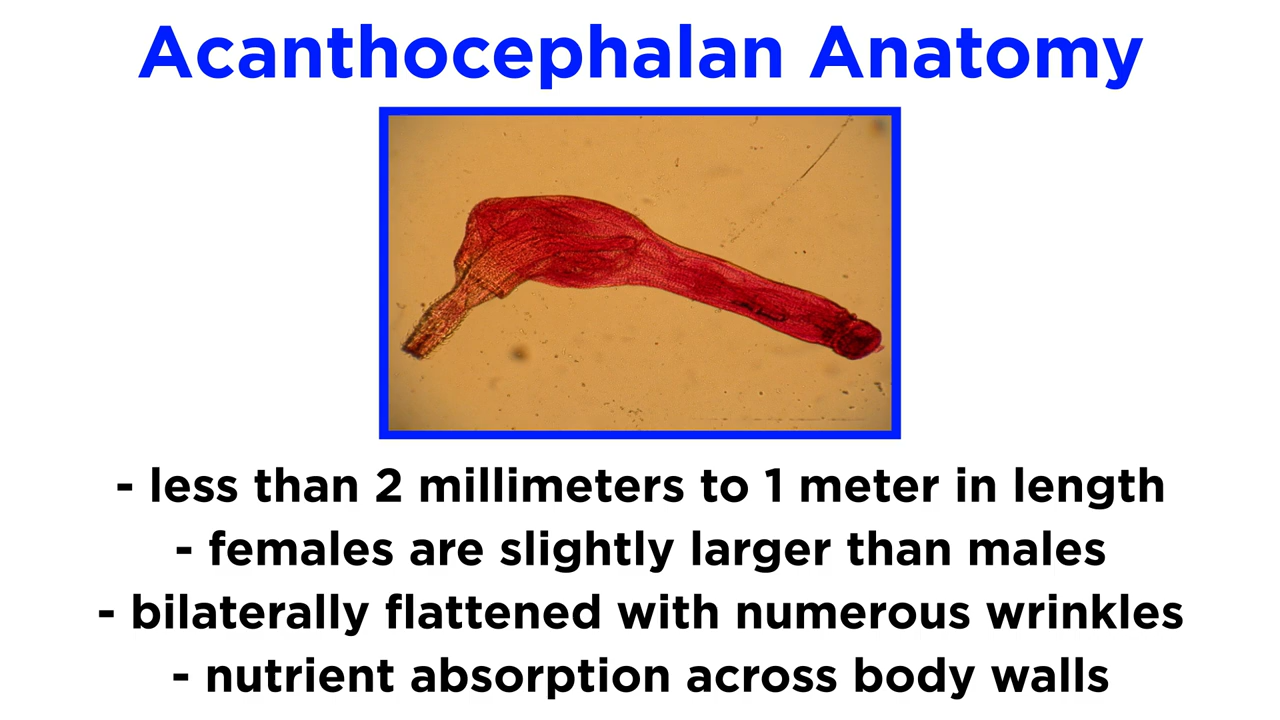 Acanthocephalan Anatomy
- less than 2 millimeters to 1 meter in length
- females are slightly larger than males
- bilaterally flattened with numerous wrinkles
- nutrient absorption across body walls